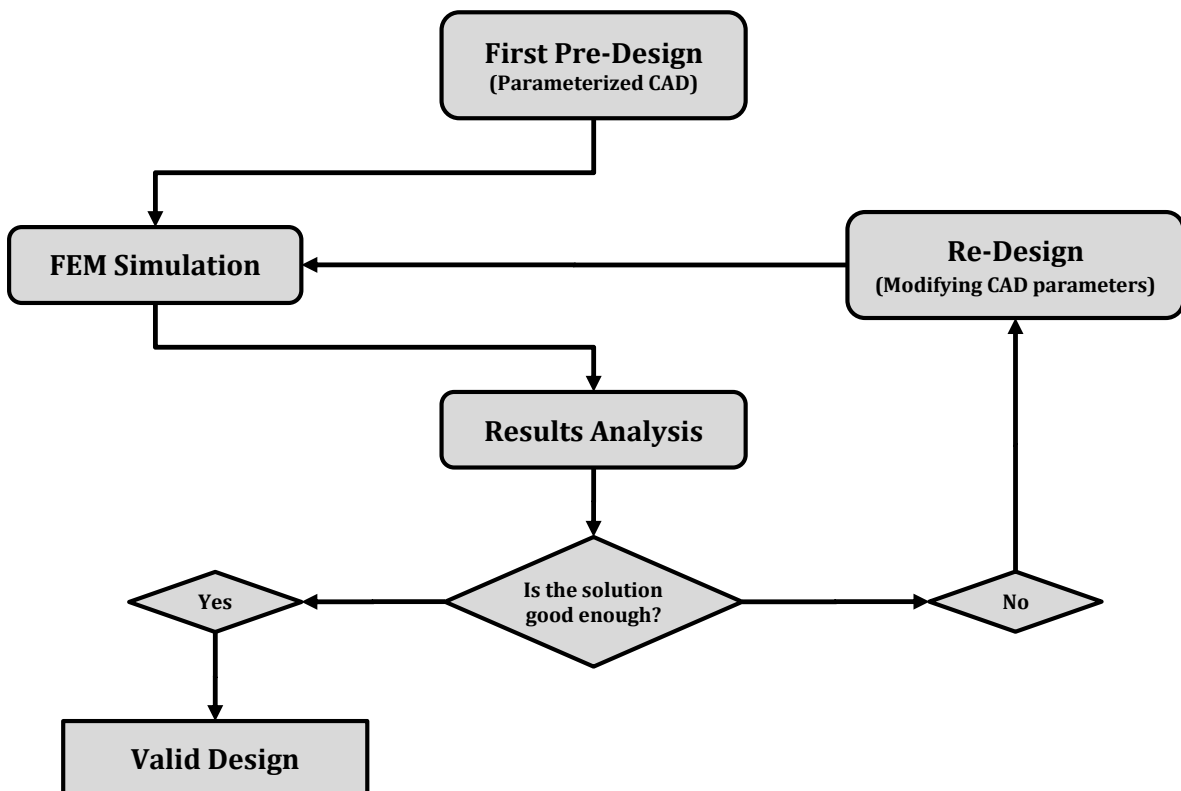 First Pre-Design
(Parameterized CAD)
FEM Simulation
Re-Design
(Modifying CAD parameters)
Results Analysis
Is the solution
good enough?
Yes
No
Valid Design